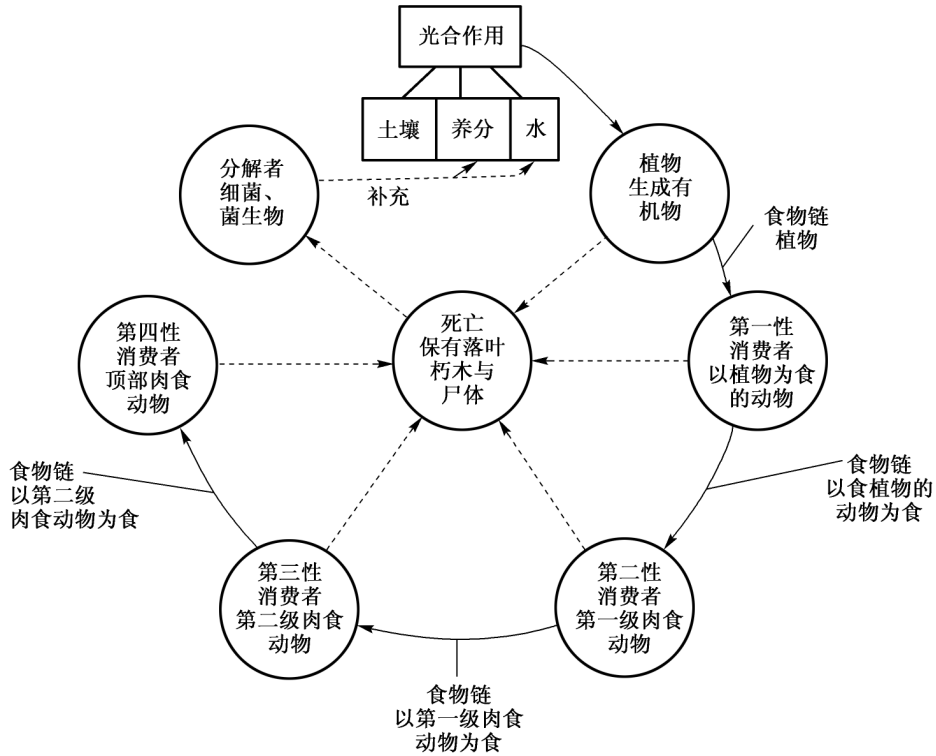 光合作用
土壤 养分 水
分解者
细菌、
菌生物
补充
植物
生成有
机物
食物链
植物
第一性
消费者
以植物为食
的动物
死亡
保有落叶
朽木与
尸体
第四性
消费者
顶部肉食
动物
食物链
以食植物的
动物为食
食物链
以第二级
肉食动物为食
第二性
消费者
第一级肉食
动物
第三性
消费者
第二级肉食
动物
食物链
以第一级肉食
动物为食